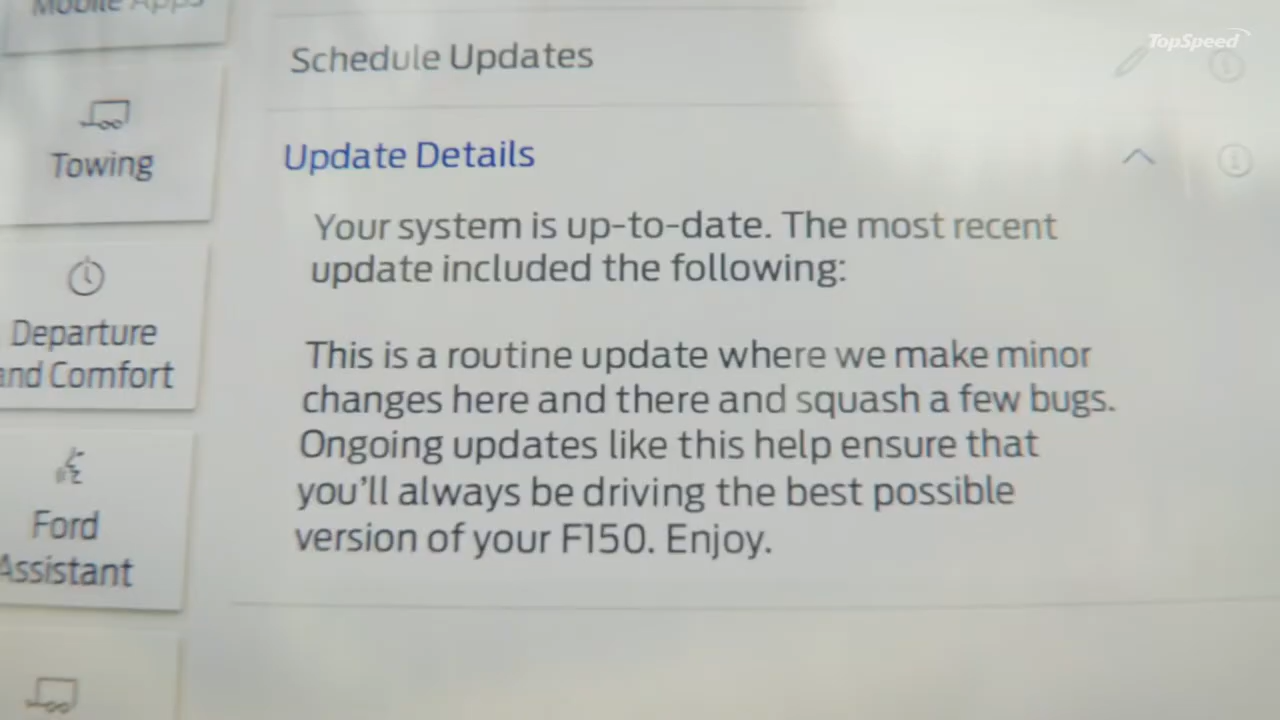 Mobile Apps
TopSpeed
Schedule Updates
Towing
Update Details
Your system is up-to-date. The most recent
update included the following:
Departure
and Comfort
This is a routine update where we make minor
changes here and there and squash a few bugs.
Ongoing updates like this help ensure that
you'll always be driving the best possible
version of your F150. Enjoy.
Ford
Assistant